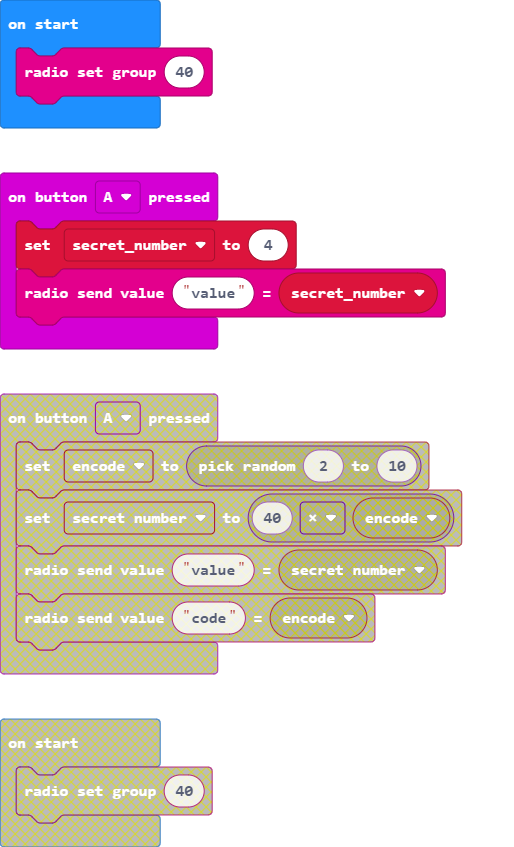 on start
radio set group 40
on button A pressed
set secret_number to 4
radio send value "value" = secret_number
on button A pressed
set encode to pick random 2 to 10
set secret number to 40 × encode
radio send value "value" = secret number
radio send value "code" = encode
on start
radio set group 40